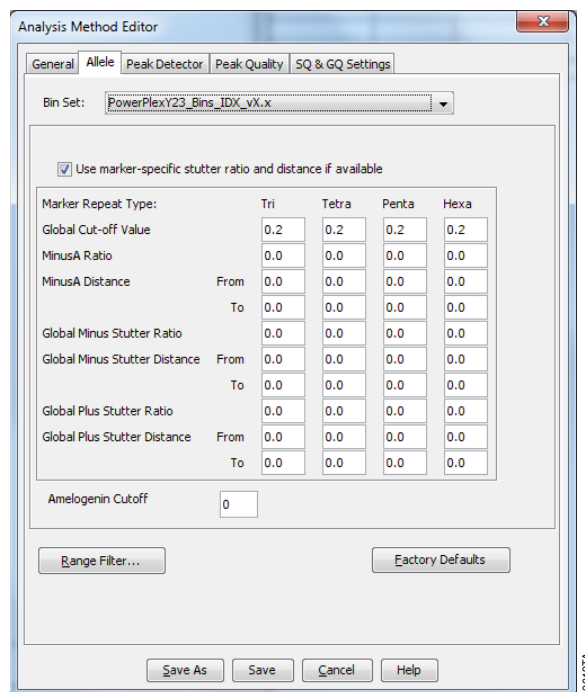 Analysis Method Editor
General Allele Peak Detector Peak Quality SQ & GQ Settings
Bin Set: PowerPlexY23_Bins_IDX_vX.x
Use marker-specific stutter ratio and distance if available
Marker Repeat Type: Tri Tetra Penta Hexa
Global Cut-off Value 0.2 0.2 0.2 0.2
MinusA Ratio 0.0 0.0 0.0 0.0
MinusA Distance From 0.0 0.0 0.0 0.0
To 0.0 0.0 0.0 0.0
Global Minus Stutter Ratio 0.0 0.0 0.0 0.0
Global Minus Stutter Distance From 0.0 0.0 0.0 0.0
To 0.0 0.0 0.0 0.0
Global Plus Stutter Ratio 0.0 0.0 0.0 0.0
Global Plus Stutter Distance From 0.0 0.0 0.0 0.0
To 0.0 0.0 0.0 0.0
Amelogenin Cutoff 0
Range Filter... Factory Defaults
Save As Save Cancel Help